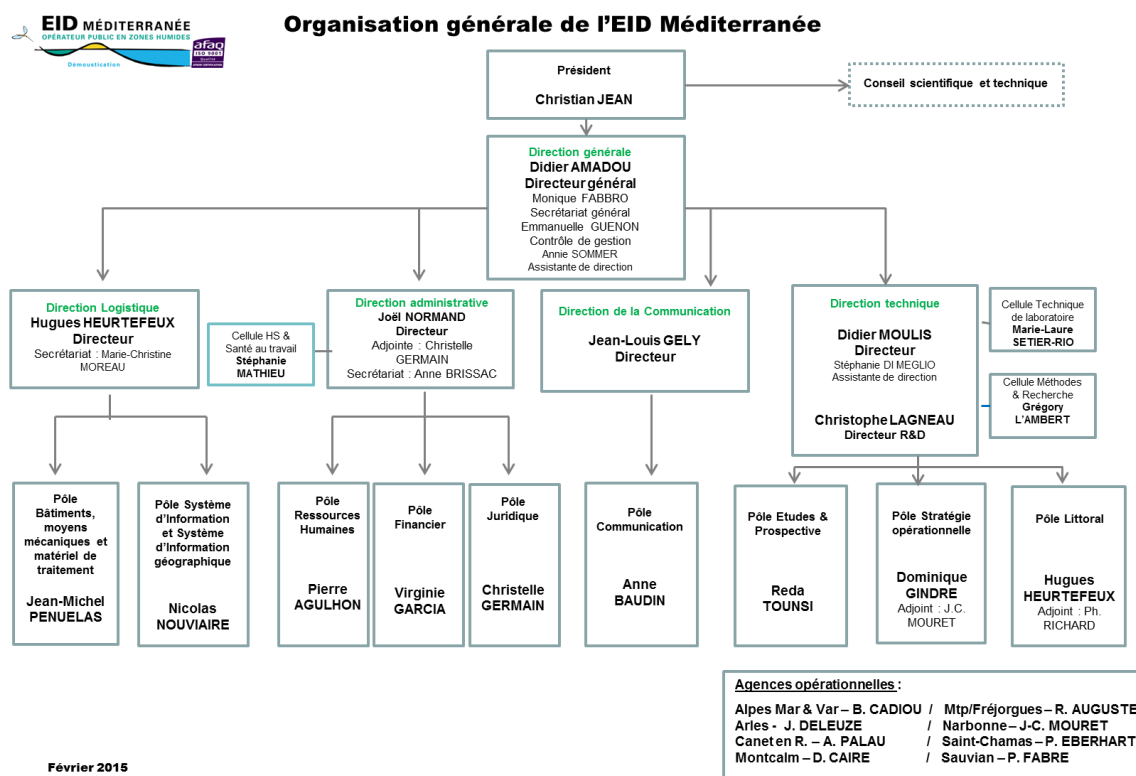 EID MÉDITERRANÉE
OPÉRATEUR PUBLIC EN ZONES HUMIDES
Démoustication
afaq
ISO 9001
Qualité
AFNOR CERTIFICATION
Organisation générale de l'EID Méditerranée
Président
Christian JEAN
Conseil scientifique et technique
Direction générale
Didier AMADOU
Directeur général
Monique FABBRO
Secrétariat général
Emmanuelle GUENON
Contrôle de gestion
Annie SOMMER
Assistante de direction
Direction Logistique
Hugues HEURTEFEUX
Directeur
Secrétariat : Marie-Christine
MOREAU
Cellule HS &
Santé au travail
Stéphanie
MATHIEU
Direction administrative
Joël NORMAND
Directeur
Adjointe : Christelle
GERMAIN
Secrétariat : Anne BRISSAC
Direction de la Communication
Jean-Louis GELY
Directeur
Direction technique
Didier MOULIS
Directeur
Stéphanie DI MEGLIO
Assistante de direction
Christophe LAGNEAU
Directeur R&D
Cellule Technique
de laboratoire
Marie-Laure
SETIER-RIO
Cellule Méthodes
& Recherche
Grégory
L'AMBERT
Pôle
Bâtiments,
moyens
mécaniques et
matériel de
traitement
Jean-Michel
PENUELAS
Pôle Système
d'Information
et Système
d'Information
géographique
Nicolas
NOUVIAIRE
Pôle
Ressources
Humaines
Pierre
AGULHON
Pôle
Financier
Virginie
GARCIA
Pôle
Juridique
Christelle
GERMAIN
Pôle
Communication
Anne
BAUDIN
Pôle Etudes &
Prospective
Reda
TOUNSI
Pôle Stratégie
opérationnelle
Dominique
GINDRE
Adjoint : J.C.
MOURET
Pôle Littoral
Hugues
HEURTEFEUX
Adjoint : Ph.
RICHARD
Agences opérationnelles :
Alpes Mar & Var – B. CADIOU / Mtp/Fréjorgues – R. AUGUSTE
Arles - J. DELEUZE / Narbonne – J-C. MOURET
Canet en R. – A. PALAU / Saint-Chamas – P. EBERHART
Montcalm – D. CAIRE / Sauvian – P. FABRE
Février 2015